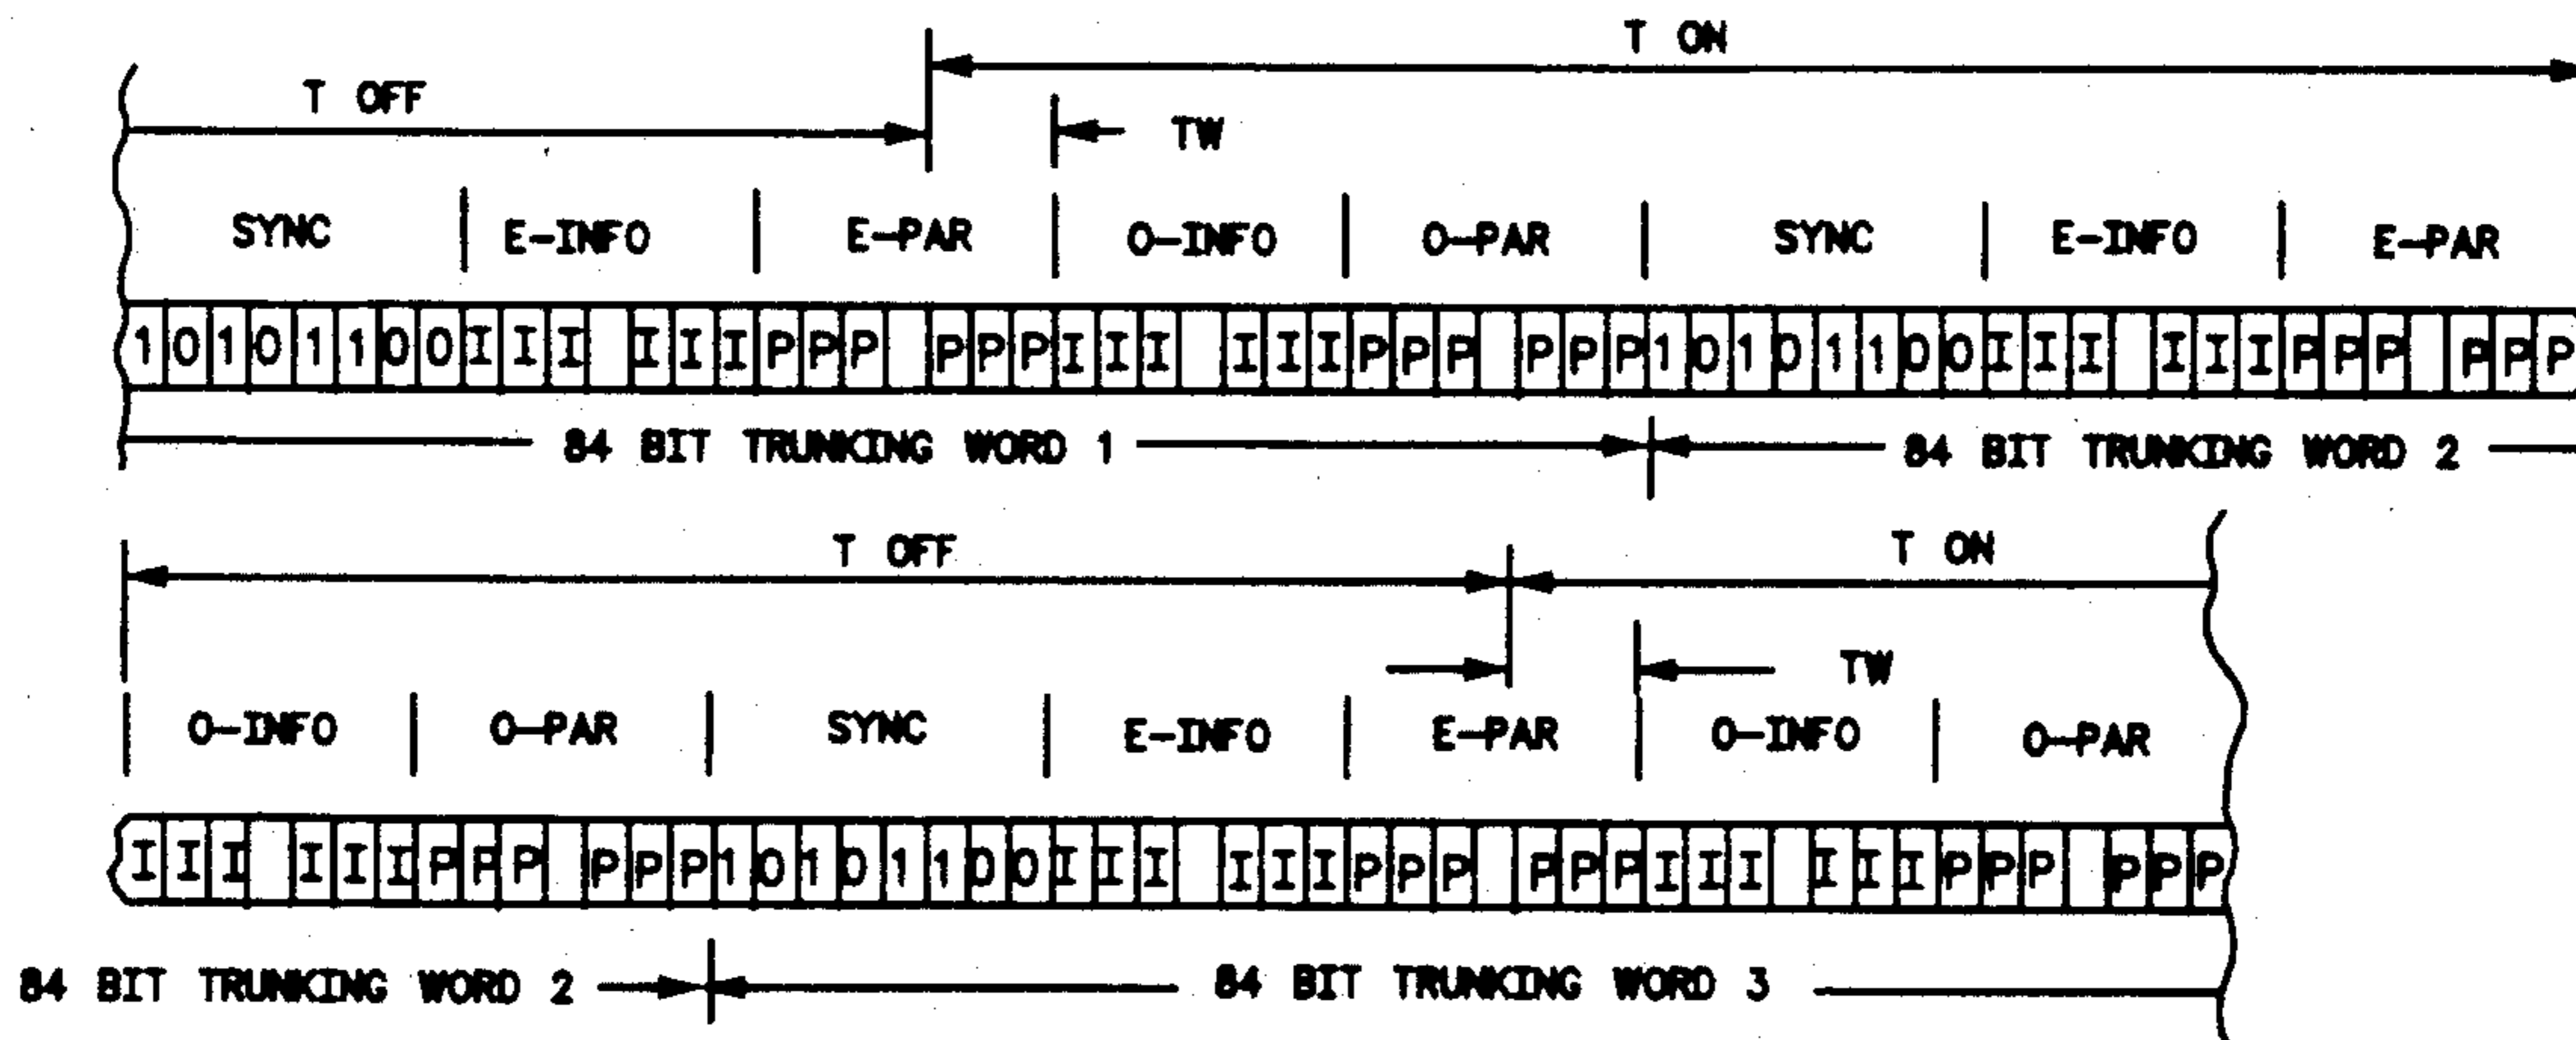 T ON
T OFF
TW
SYNC E-INFO E-PAR O-INFO O-PAR SYNC E-INFO E-PAR
1 0 1 0 1 1 0 0 I I I I I I P P P P P P I I I I I I P P P P P P 1 0 1 0 1 1 0 0 I I I I I I P P P P P P
84 BIT TRUNKING WORD 1 84 BIT TRUNKING WORD 2
T OFF T ON
TW
O-INFO O-PAR SYNC E-INFO E-PAR O-INFO O-PAR
I I I I I I P P P P P P 1 0 1 0 1 1 0 0 I I I I I I P P P P P P I I I I I I P P P P P P
84 BIT TRUNKING WORD 2 84 BIT TRUNKING WORD 3